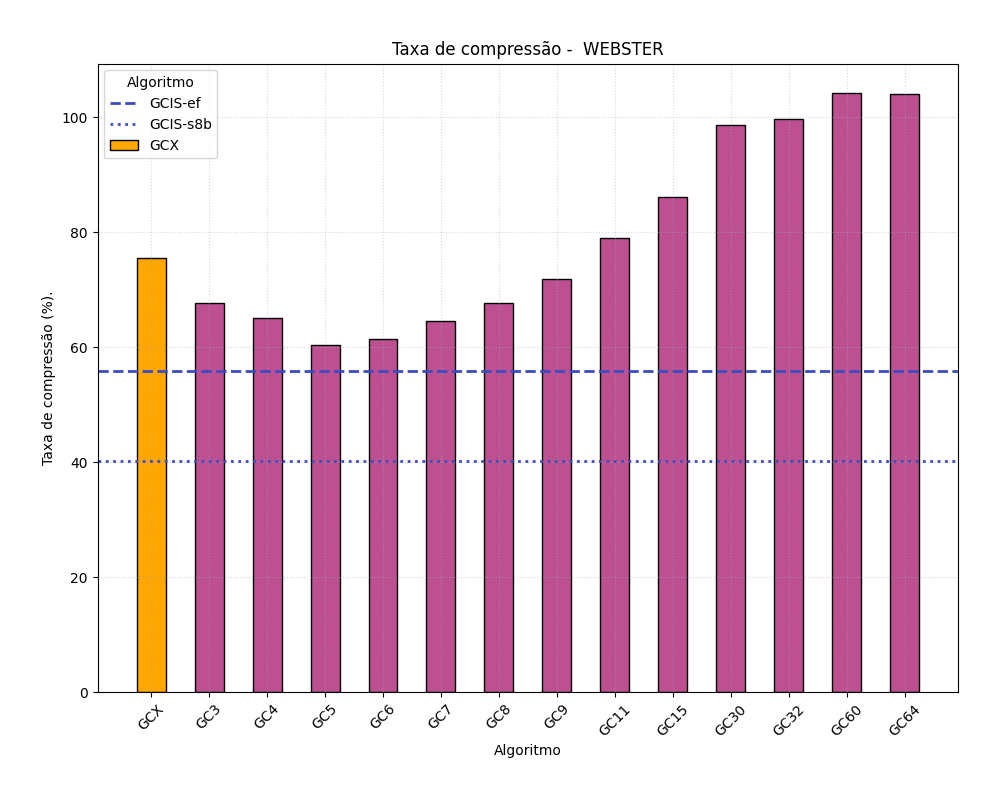 Taxa de compressão -  WEBSTER
Algoritmo
GCIS-ef
GCIS-s8b
GCX
Taxa de compressão (%).
100
80
60
40
20
0
GCX
GC3
GC4
GC5
GC6
GC7
GC8
GC9
GC11
GC15
GC30
GC32
GC60
GC64
Algoritmo